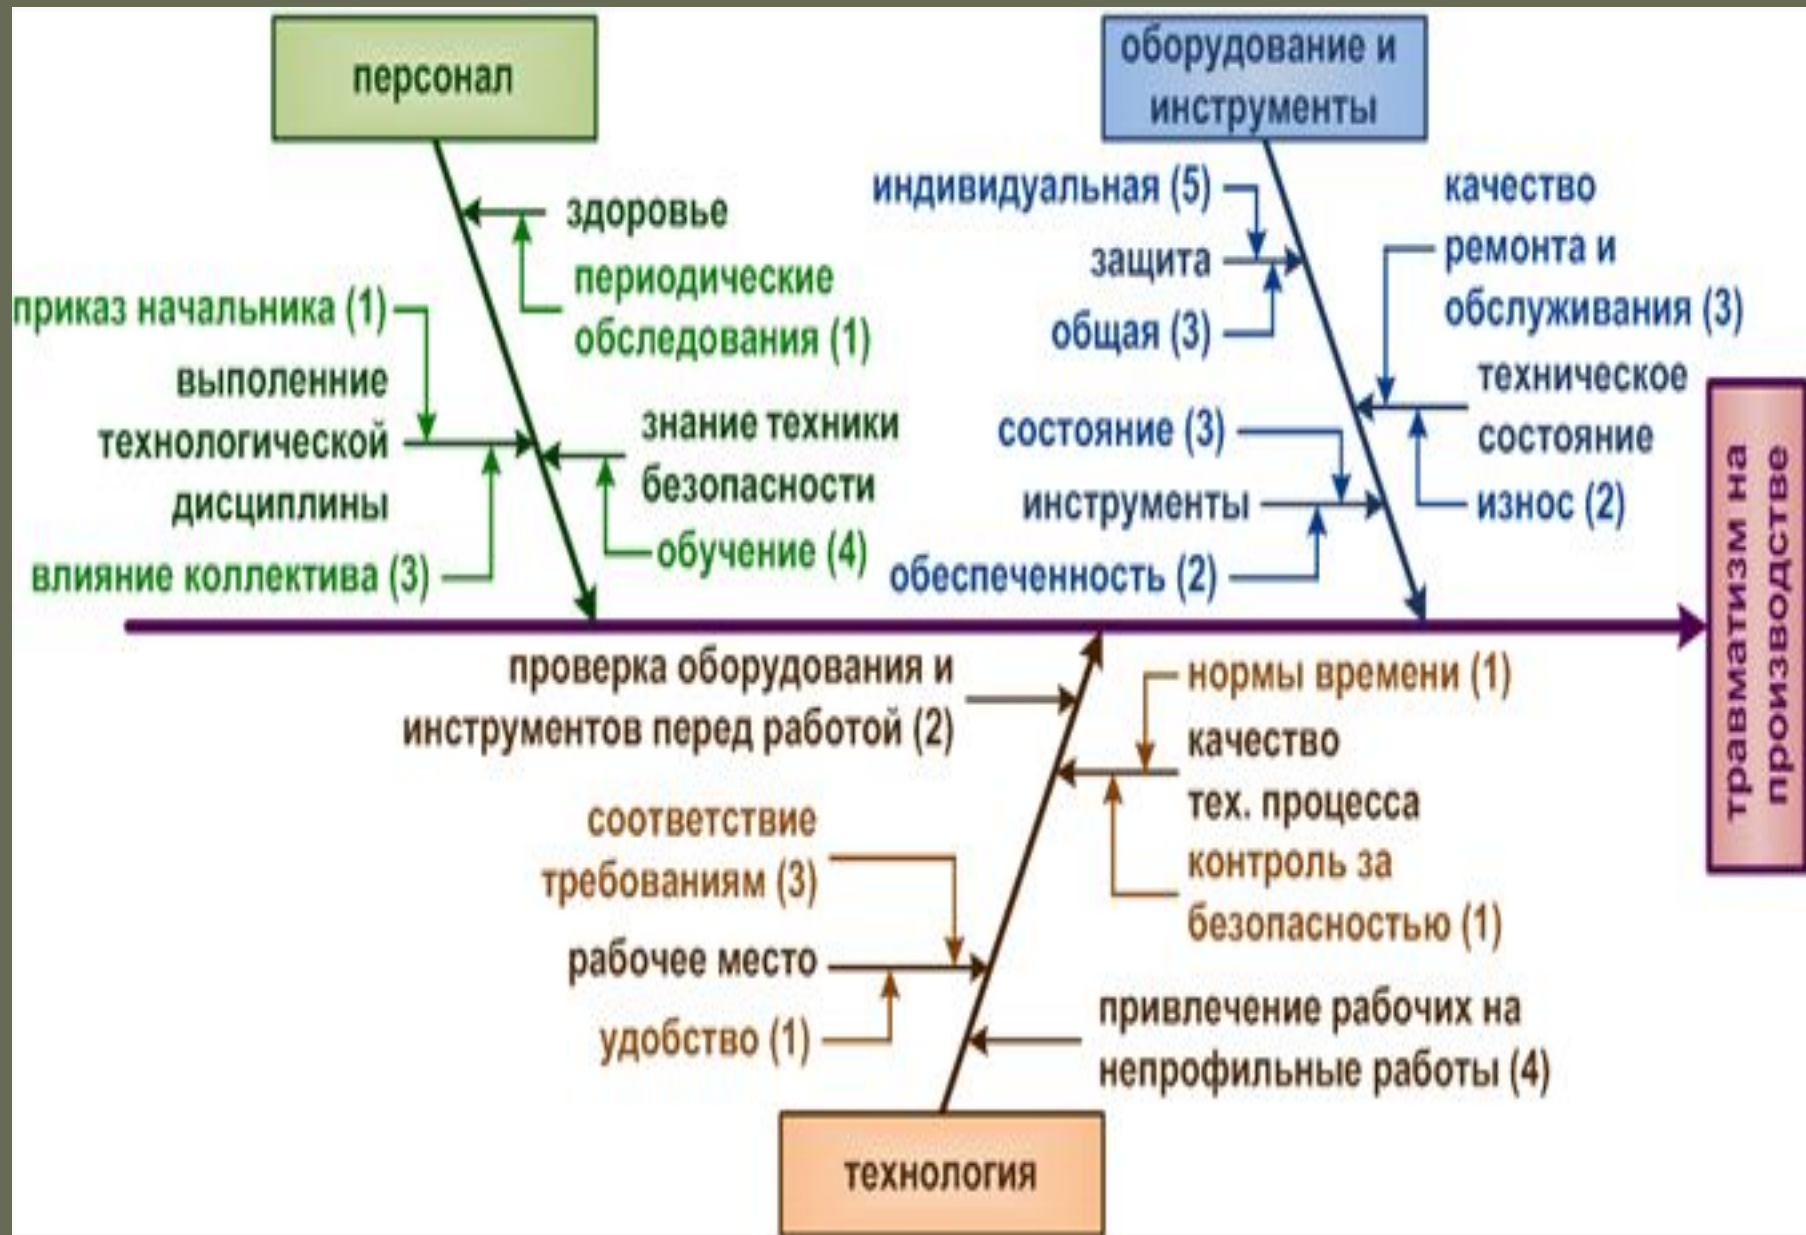 персонал
здоровье
периодические
обследования (1)
приказ начальника (1)
выполенние
технологической
дисциплины
влияние коллектива (3)
знание техники
безопасности
обучение (4)
оборудование и
инструменты
индивидуальная (5)
защита
общая (3)
качество
ремонта и
обслуживания (3)
техническое
состояние
износ (2)
состояние (3)
инструменты
обеспеченность (2)
травматизм на
производстве
проверка оборудования и
инструментов перед работой (2)
нормы времени (1)
качество
тех. процесса
контроль за
безопасностью (1)
соответствие
требованиям (3)
рабочее место
удобство (1)
привлечение рабочих на
непрофильные работы (4)
технология